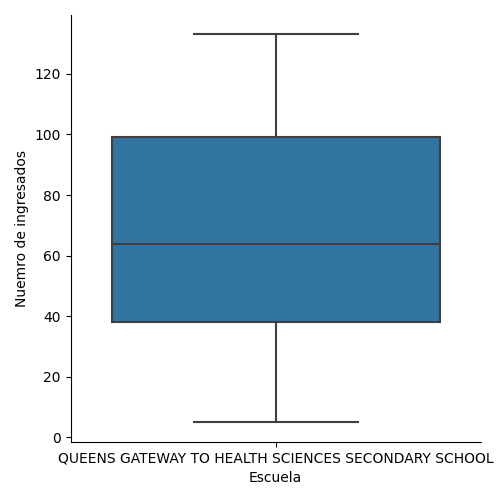 120
100
80
60
40
20
0
Nuemro de ingresados
QUEENS GATEWAY TO HEALTH SCIENCES SECONDARY SCHOOL
Escuela